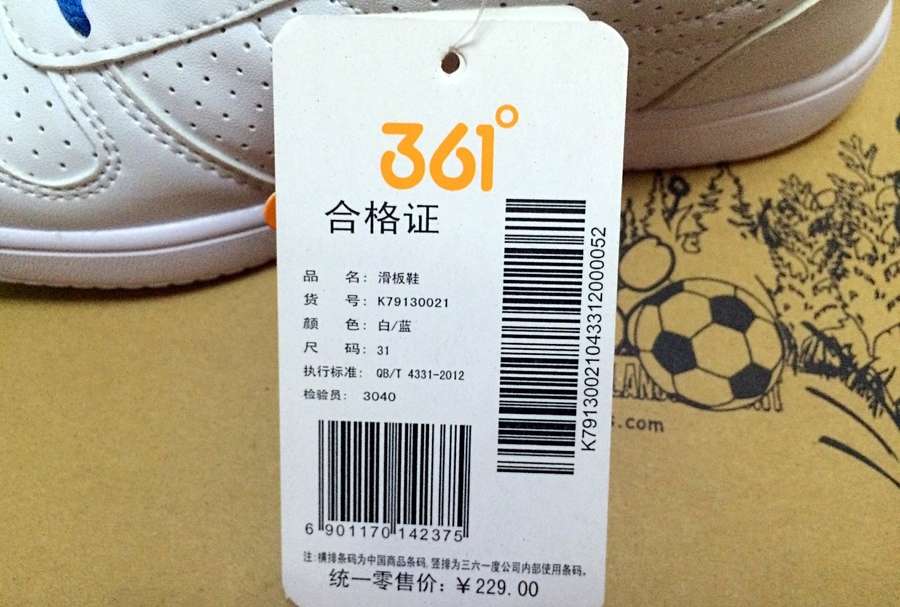 361°
合格证
品 名: 滑板鞋
货 号: K79130021
颜 色: 白/蓝
尺 码: 31
执行标准: QB/T 4331-2012
检验员: 3040
6 901170 142375
K79130021043312000052
注:横排条码为中国商品条码,竖排为三六一度公司内部使用条码。
统一零售价: ¥229.00
s.com